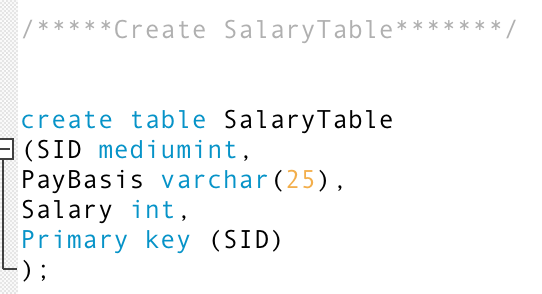 /*****Create SalaryTable*******/
create table SalaryTable
(SID mediumint,
PayBasis varchar(25),
Salary int,
Primary key (SID)
);